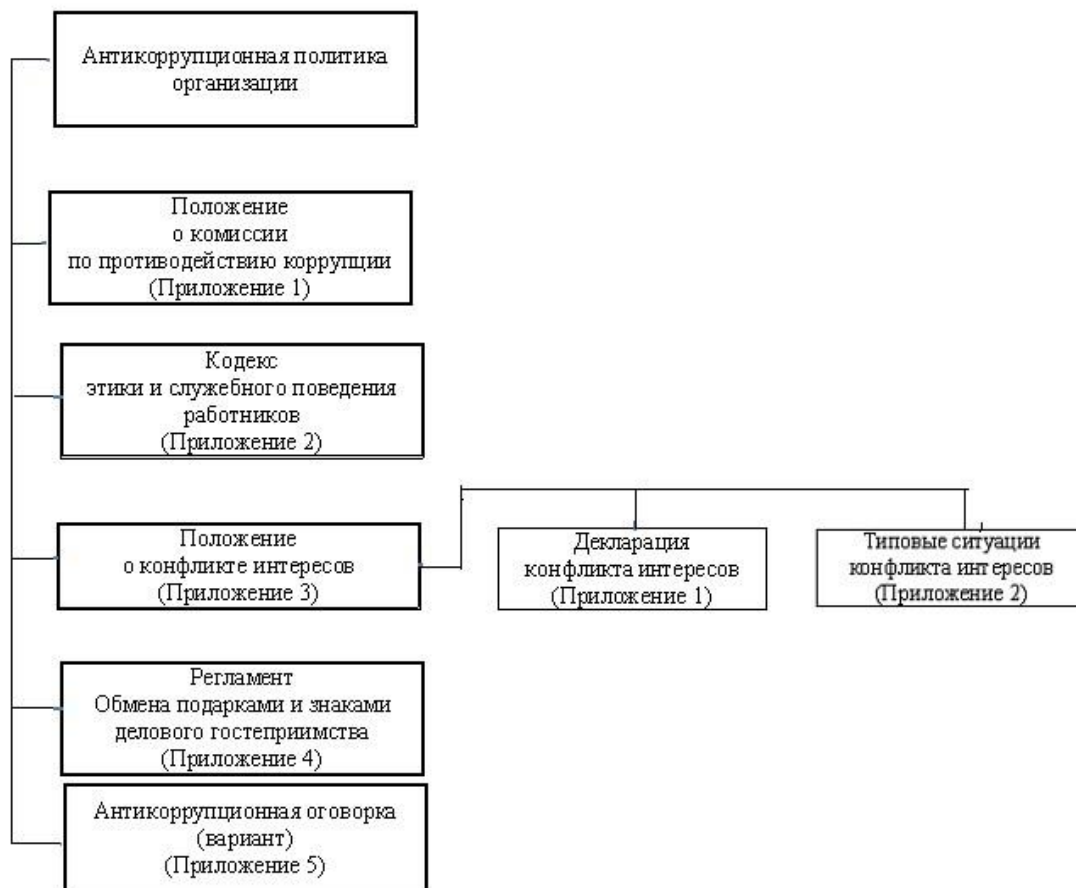 Антикоррупционная политика
организации
Положение
о комиссии
по противодействию коррупции
(Приложение 1)
Кодекс
этики и служебного поведения
работников
(Приложение 2)
Положение
о конфликте интересов
(Приложение 3)
Декларация
конфликта интересов
(Приложение 1)
Типовые ситуации
конфликта интересов
(Приложение 2)
Регламент
Обмена подарками и знаками
делового гостеприимства
(Приложение 4)
Антикоррупционная оговорка
(вариант)
(Приложение 5)